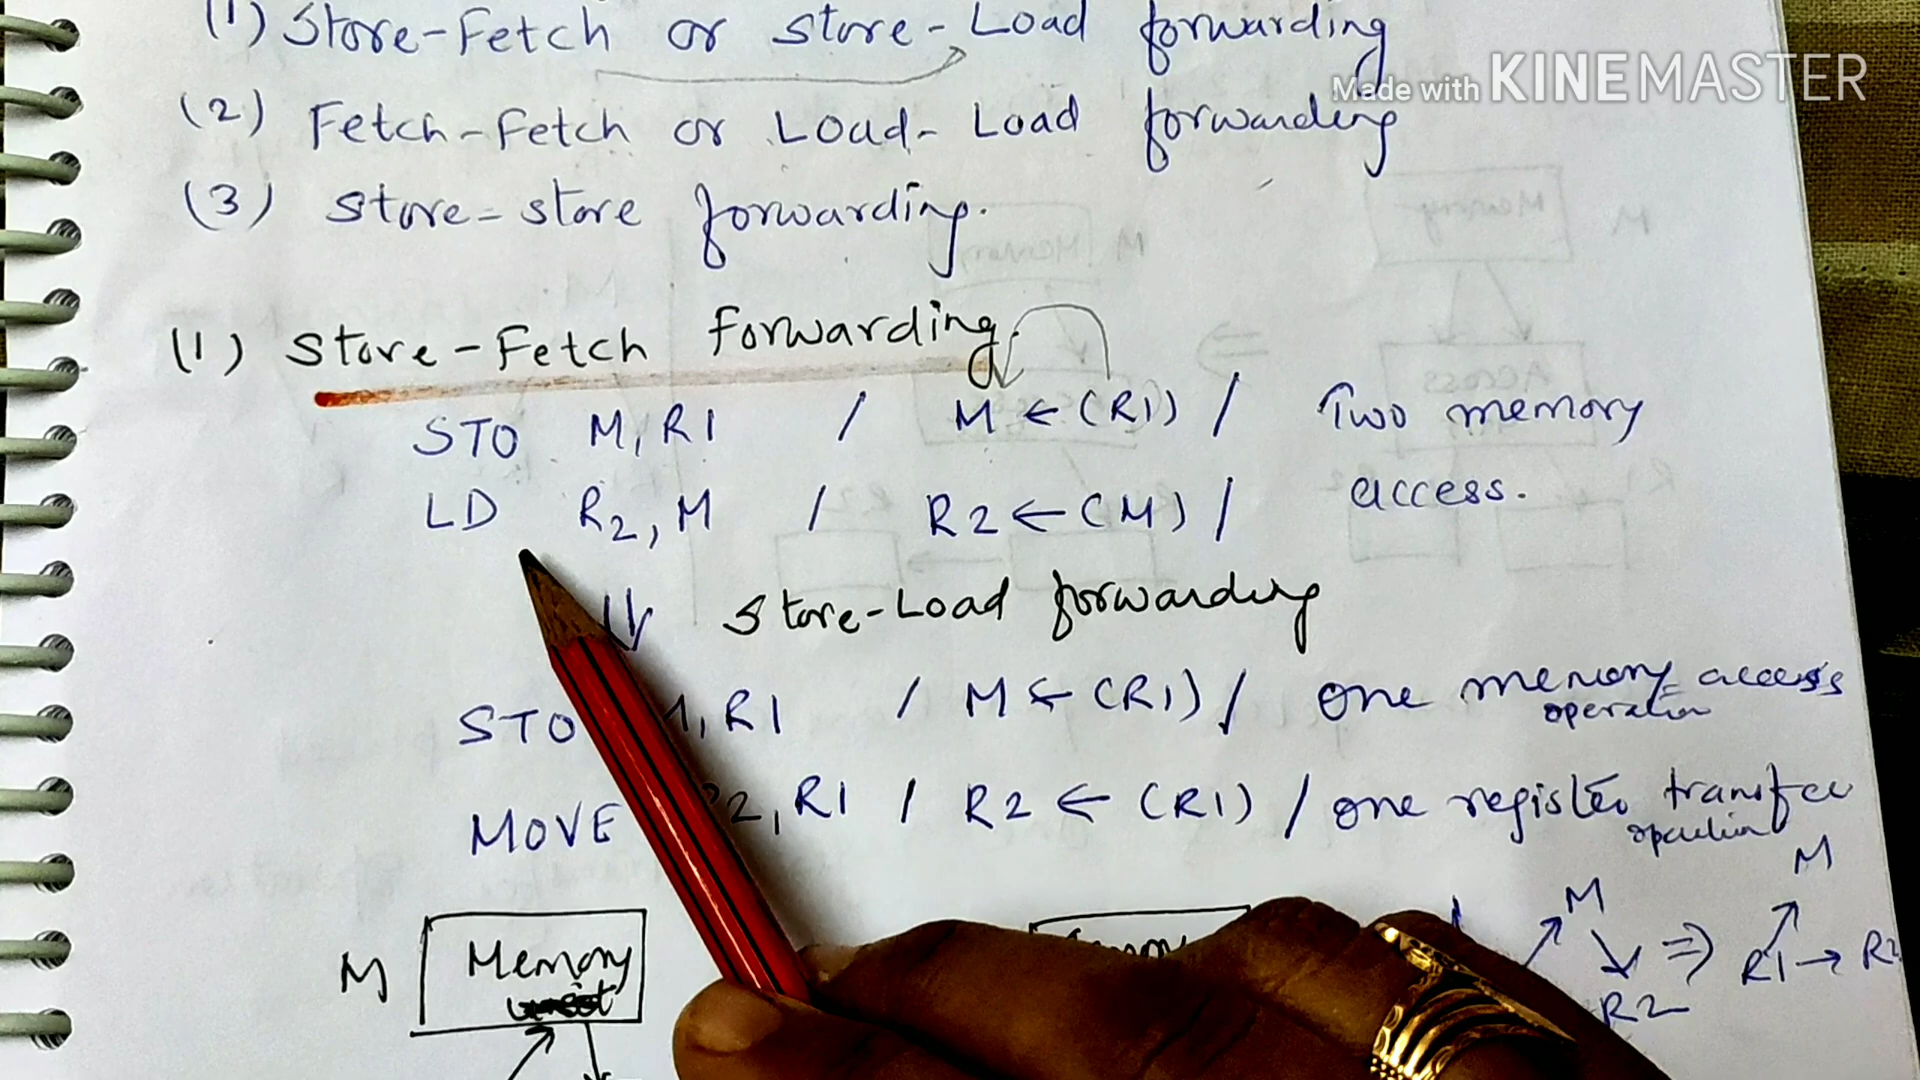 (1) Store-Fetch or Store-Load forwarding
Made with KINEMASTER
(2) Fetch-Fetch or Load-Load forwarding
(3) Store-store forwarding.
(1) Store-Fetch Forwarding.
STO M, R1 / M ← (R1) / Two memory
LD R2, M / R2 ← (M) / access.
⇓ Store-Load forwarding
STO M, R1 / M ← (R1) / one memory access
operation
MOVE R2, R1 / R2 ← (R1) / one register transfer
operation
M
M
M Memory
⇒ R1 → R2
R2